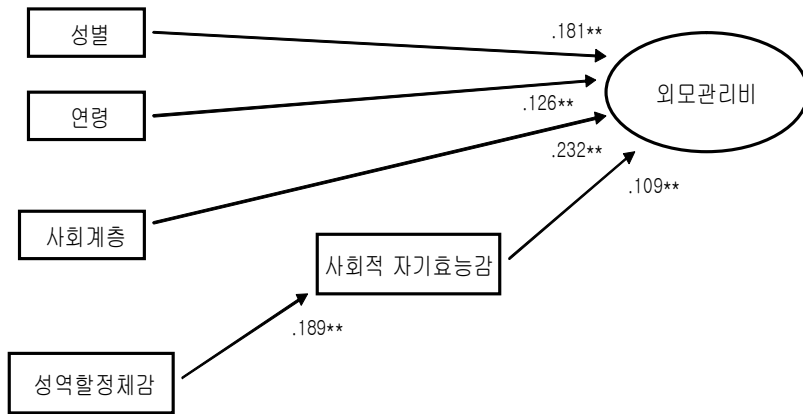 성별
.181**
외모관리비
연령
.126**
.232**
.109**
사회계층
사회적 자기효능감
.189**
성역할정체감